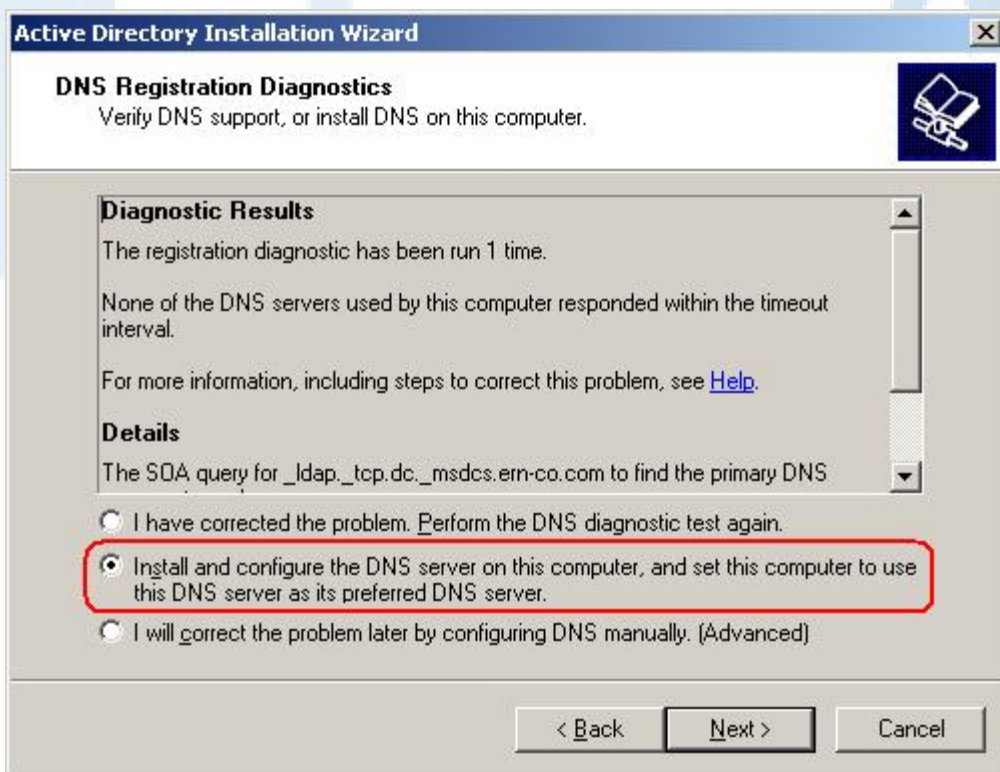 Active Directory Installation Wizard
DNS Registration Diagnostics
Verify DNS support, or install DNS on this computer.
Diagnostic Results
The registration diagnostic has been run 1 time.
None of the DNS servers used by this computer responded within the timeout
interval.
For more information, including steps to correct this problem, see Help.
Details
The SOA query for _ldap._tcp.dc._msdcs.ern-co.com to find the primary DNS
I have corrected the problem. Perform the DNS diagnostic test again.
Install and configure the DNS server on this computer, and set this computer to use
this DNS server as its preferred DNS server.
I will correct the problem later by configuring DNS manually. (Advanced)
< Back
Next >
Cancel